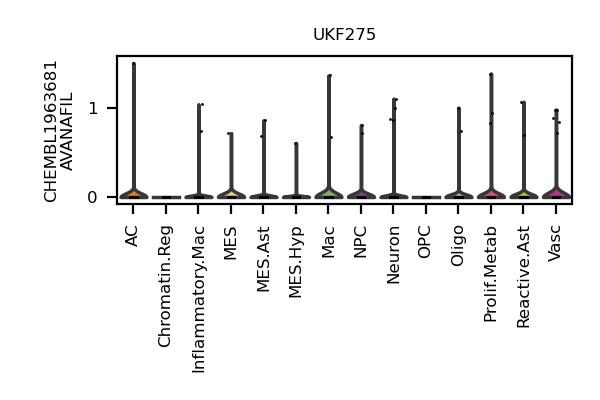 UKF275
CHEMBL1963681
AVANAFIL
1
0
AC
Chromatin.Reg
Inflammatory.Mac
MES
MES.Ast
MES.Hyp
Mac
NPC
Neuron
OPC
Oligo
Prolif.Metab
Reactive.Ast
Vasc